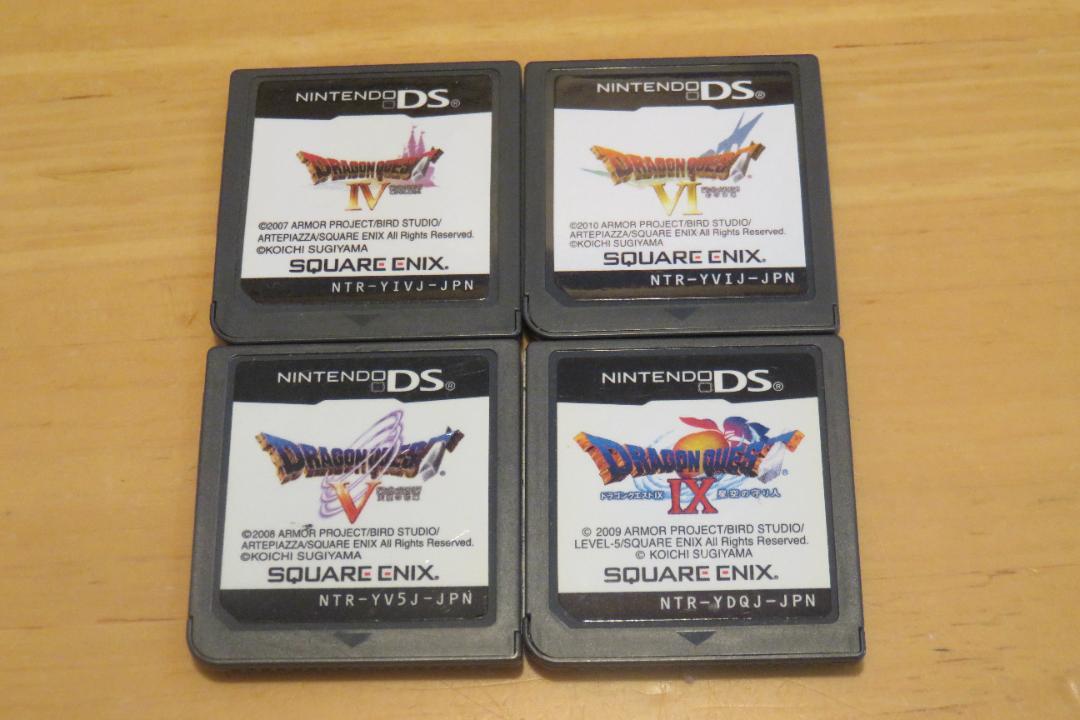 NINTENDO DS®
DRAGON QUEST
IV
©2007 ARMOR PROJECT/BIRD STUDIO/
ARTEPIAZZA/SQUARE ENIX All Rights Reserved.
©KOICHI SUGIYAMA
SQUARE ENIX®
NTR-YIVJ-JPN
NINTENDO DS®
DRAGON QUEST
VI
©2010 ARMOR PROJECT/BIRD STUDIO/
ARTEPIAZZA/SQUARE ENIX All Rights Reserved.
©KOICHI SUGIYAMA
SQUARE ENIX®
NTR-YVIJ-JPN
NINTENDO DS®
DRAGON QUEST®
V
©2008 ARMOR PROJECT/BIRD STUDIO/
ARTEPIAZZA/SQUARE ENIX All Rights Reserved.
©KOICHI SUGIYAMA
SQUARE ENIX®
NTR-YV5J-JPN
NINTENDO DS®
DRAGON QUEST®
ドラゴンクエストIX IX 星空の守り人
© 2009 ARMOR PROJECT/BIRD STUDIO/
LEVEL-5/SQUARE ENIX All Rights Reserved.
© KOICHI SUGIYAMA
SQUARE ENIX®
NTR-YDQJ-JPN